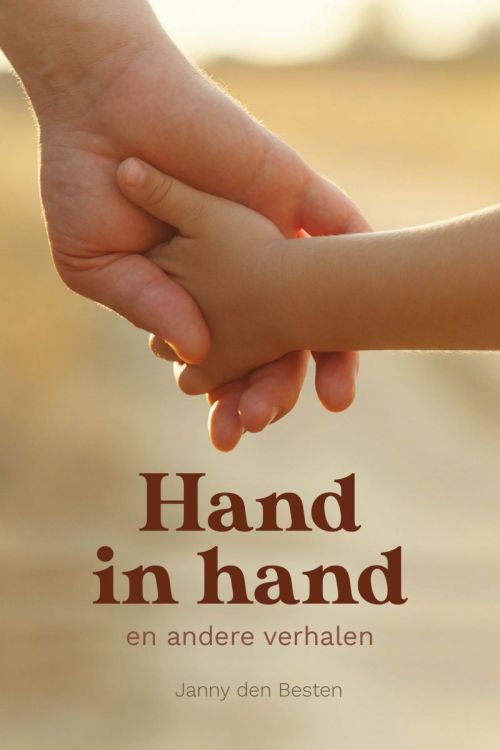 Hand
in hand
en andere verhalen
Janny den Besten